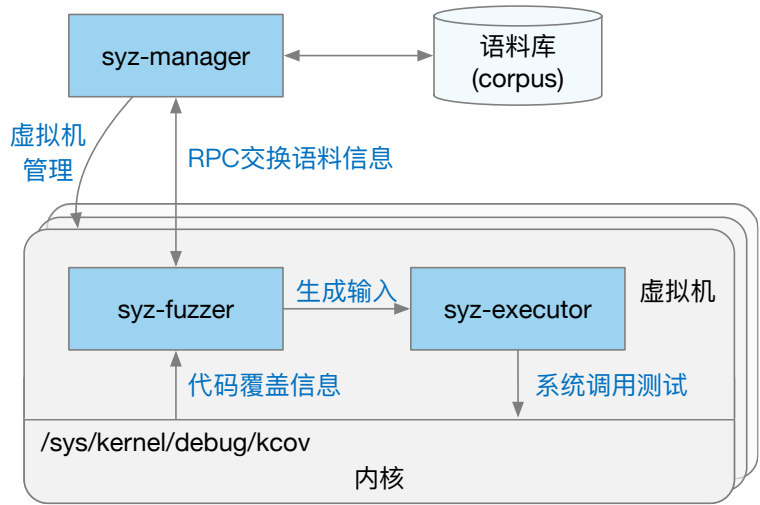 syz-manager
语料库
(corpus)
虚拟机
管理
RPC交换语料信息
syz-fuzzer
生成输入
syz-executor
虚拟机
代码覆盖信息
系统调用测试
/sys/kernel/debug/kcov
内核